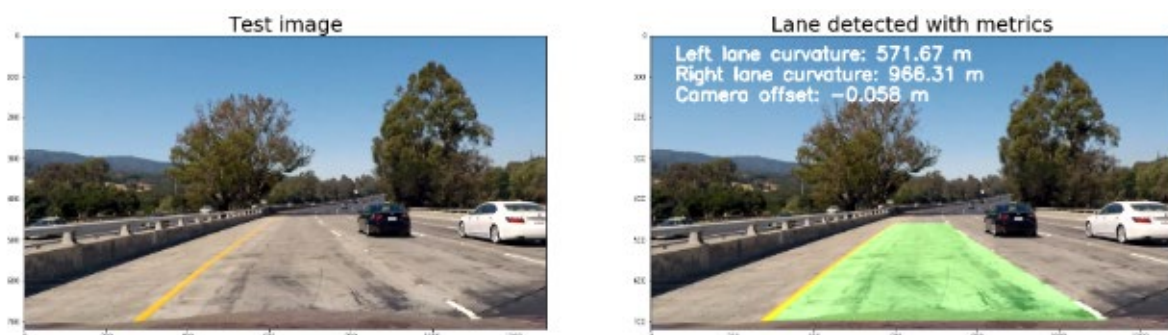 Test image
Lane detected with metrics
Left lane curvature: 571.67 m
Right lane curvature: 966.31 m
Camera offset: -0.058 m